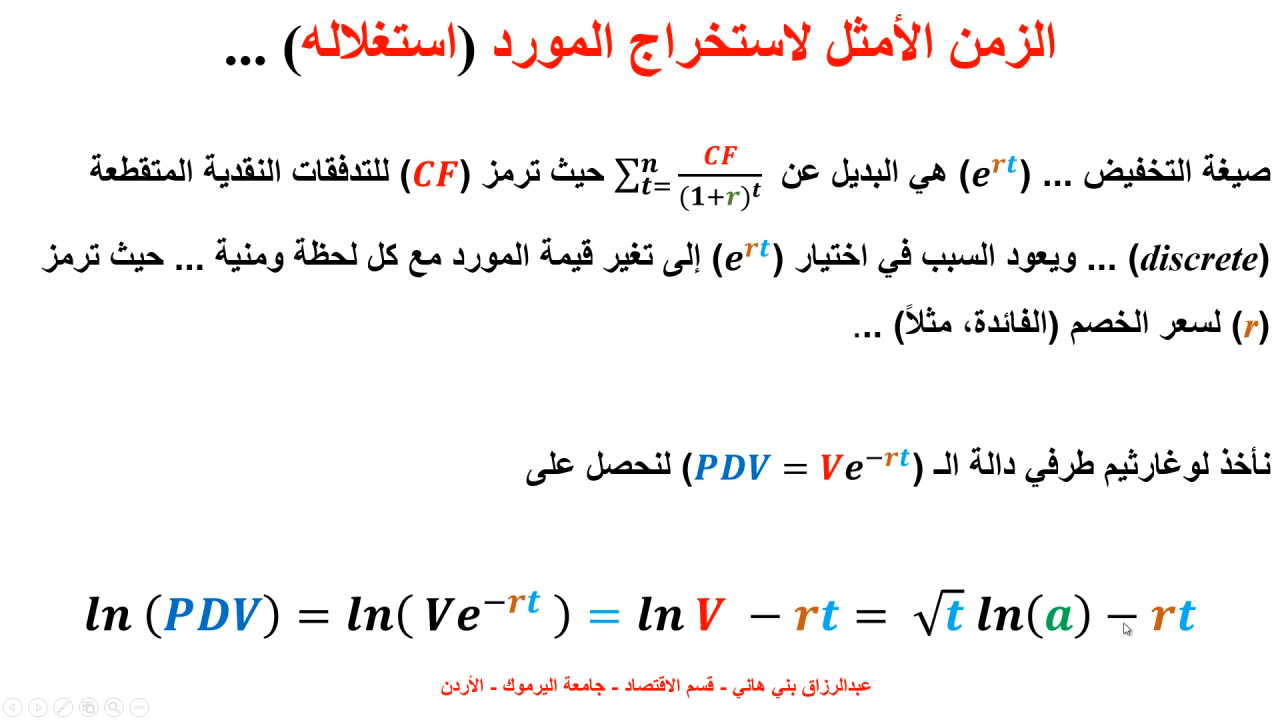 الزمن الأمثل لاستخراج المورد (استغلاله) ...
صيغة التخفيض ... (e^{rt}) هي البديل عن \sum_{t=}^{n} \frac{CF}{(1+r)^t} حيث ترمز (CF) للتدفقات النقدية المتقطعة
(discrete) ... ويعود السبب في اختيار (e^{rt}) إلى تغير قيمة المورد مع كل لحظة ومنية ... حيث ترمز
(r) لسعر الخصم (الفائدة، مثلاً) ...
نأخذ لوغارثيم طرفي دالة الـ (PDV = Ve^{-rt}) لنحصل على
ln (PDV) = ln( Ve^{-rt} ) = ln V - rt = \sqrt{t} ln(a) - rt
عبدالرزاق بني هاني - قسم الاقتصاد - جامعة اليرموك - الأردن